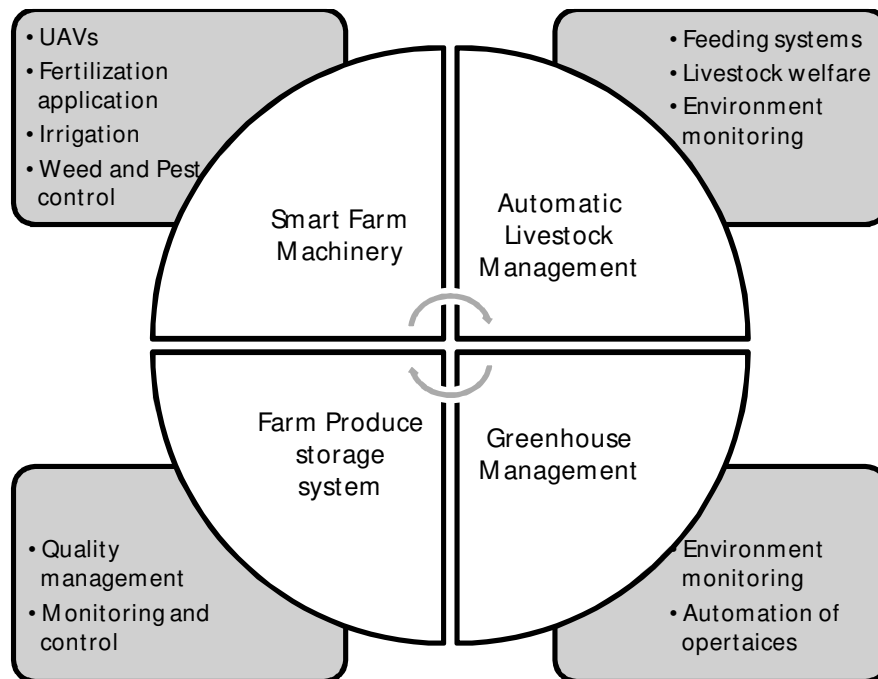 • UAVs
• Fertilization
application
• Irrigation
• Weed and Pest
control
• Feeding systems
• Livestock welfare
• Environment
monitoring
Smart Farm
Machinery
Automatic
Livestock
Management
Farm Produce
storage
system
Greenhouse
Management
• Quality
management
• Monitoring and
control
• Environment
monitoring
• Automation of
opertaices